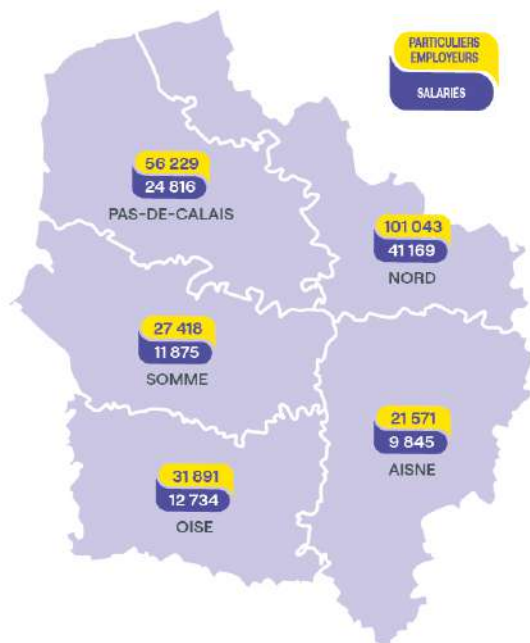 PARTICULIERS
EMPLOYEURS
SALARIÉS
56 229
24 816
PAS-DE-CALAIS
101 043
41 169
NORD
27 418
11 875
SOMME
21 571
9 845
AISNE
31 891
12 734
OISE